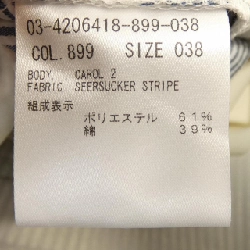 03-4206418-899-038
COL.899 SIZE 038
BODY. CAROL 2
FABRIC SEERSUCKER STRIPE
組成表示
ポリエステル 61%
綿 39%